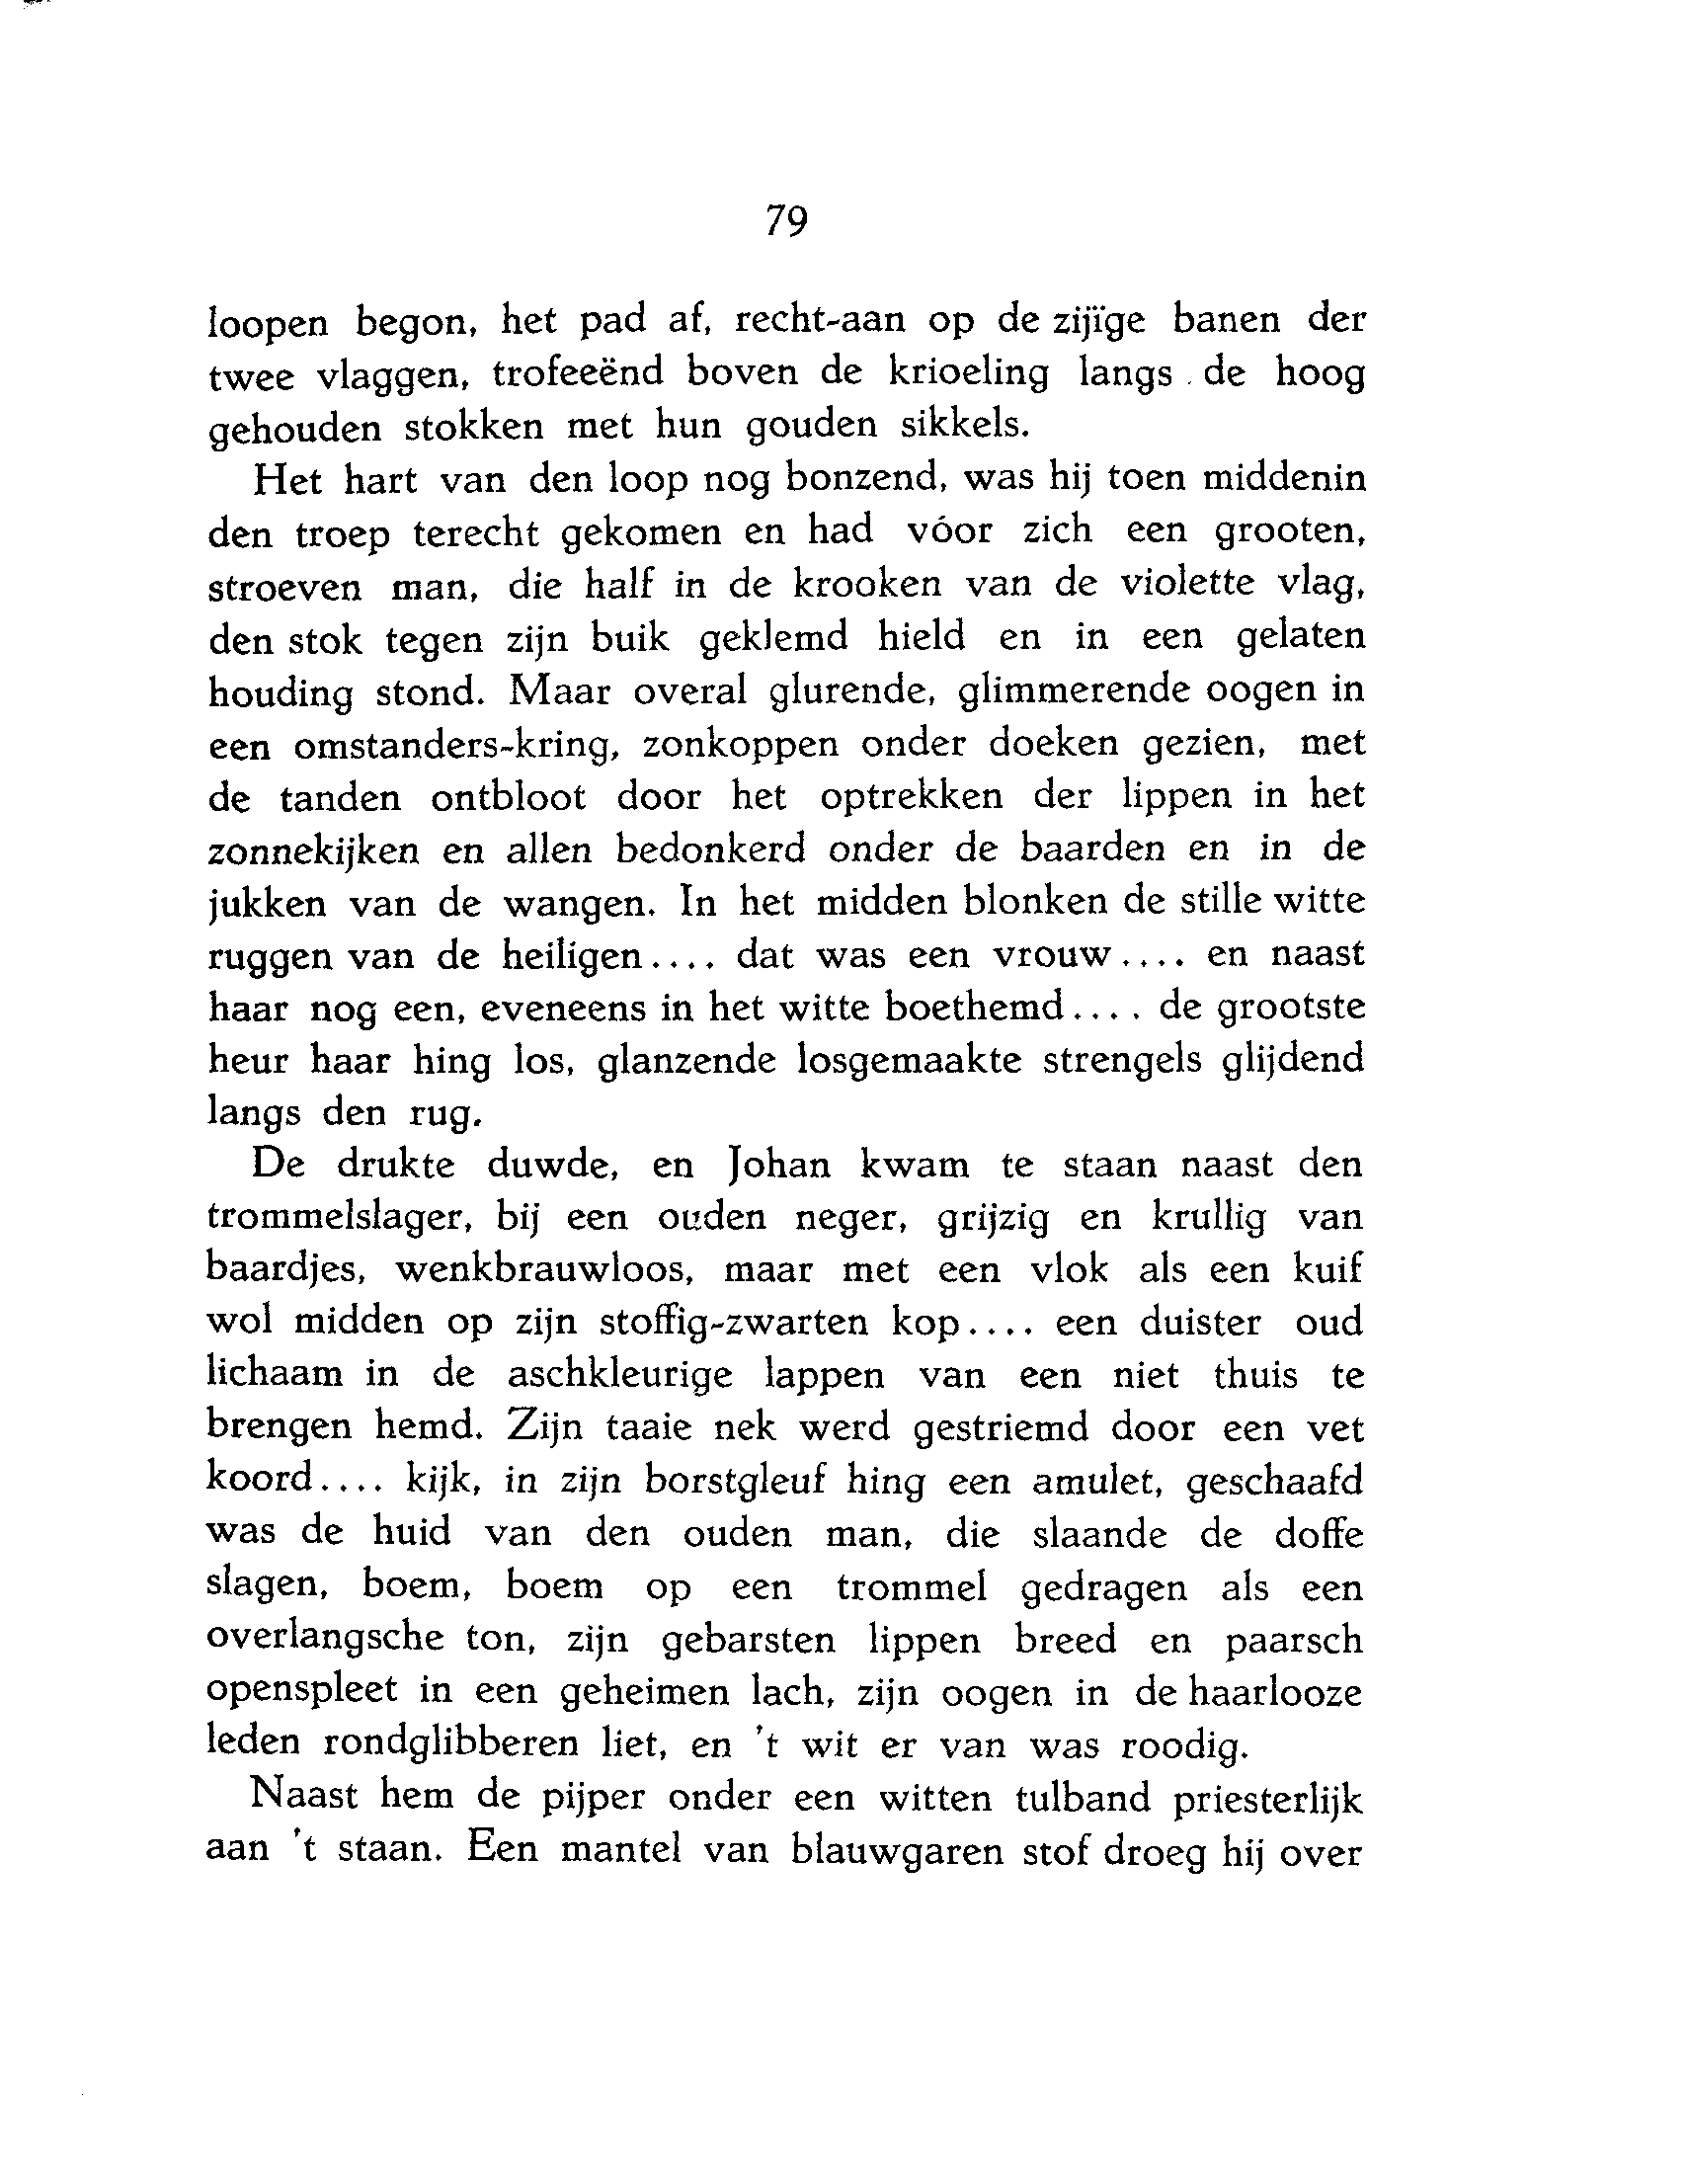 79
loopen begon, het pad af, recht-aan op de zijïge banen der
twee vlaggen, trofeeënd boven de krioeling langs de hoog
gehouden stokken met hun gouden sikkels.
Het hart van den loop nog bonzend, was hij toen middenin
den troep terecht gekomen en had vóor zich een grooten,
stroeven man, die half in de krooken van de violette vlag,
den stok tegen zijn buik geklemd hield en in een gelaten
houding stond. Maar overal glurende, glimmerende oogen in
een omstanders-kring, zonkoppen onder doeken gezien, met
de tanden ontbloot door het optrekken der lippen in het
zonnekijken en allen bedonkerd onder de baarden en in de
jukken van de wangen. In het midden blonken de stille witte
ruggen van de heiligen.... dat was een vrouw.... en naast
haar nog een, eveneens in het witte boethemd.... de grootste
heur haar hing los, glanzende losgemaakte strengels glijdend
langs den rug.
De drukte duwde, en Johan kwam te staan naast den
trommelslager, bij een ouden neger, grijzig en krullig van
baardjes, wenkbrauwloos, maar met een vlok als een kuif
wol midden op zijn stoffig-zwarten kop.... een duister oud
lichaam in de aschkleurige lappen van een niet thuis te
brengen hemd. Zijn taaie nek werd gestriemd door een vet
koord.... kijk, in zijn borstgleuf hing een amulet, geschaafd
was de huid van den ouden man, die slaande de doffe
slagen, boem, boem op een trommel gedragen als een
overlangsche ton, zijn gebarsten lippen breed en paarsch
openspleet in een geheimen lach, zijn oogen in de haarlooze
leden rondglibberen liet, en 't wit er van was roodig.
Naast hem de pijper onder een witten tulband priesterlijk
aan 't staan. Een mantel van blauwgaren stof droeg hij over